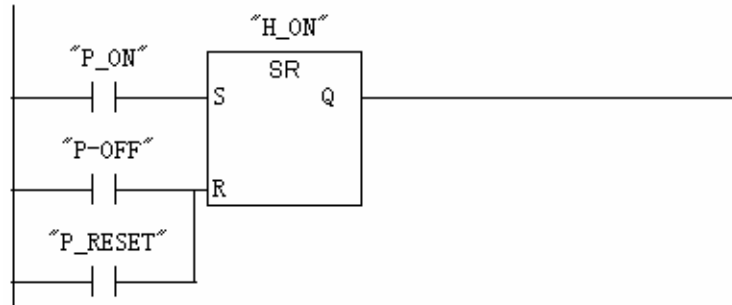 "H_ON"
"P_ON"
SR
S Q
"P-OFF"
R
"P_RESET"